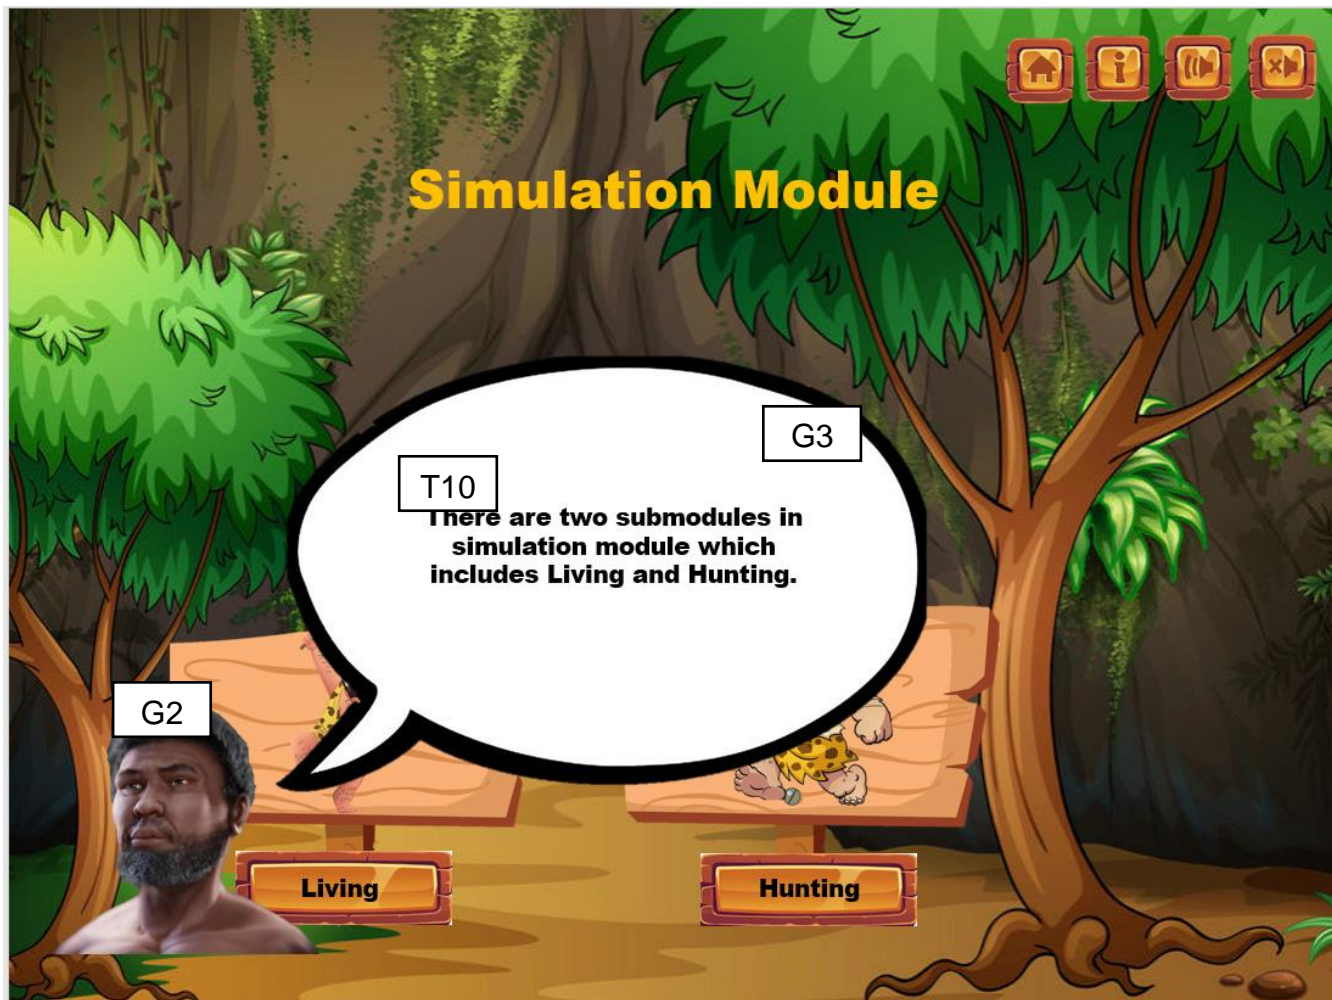 Simulation Module
G3
T10
There are two submodules in
simulation module which
includes Living and Hunting.
G2
Living
Hunting